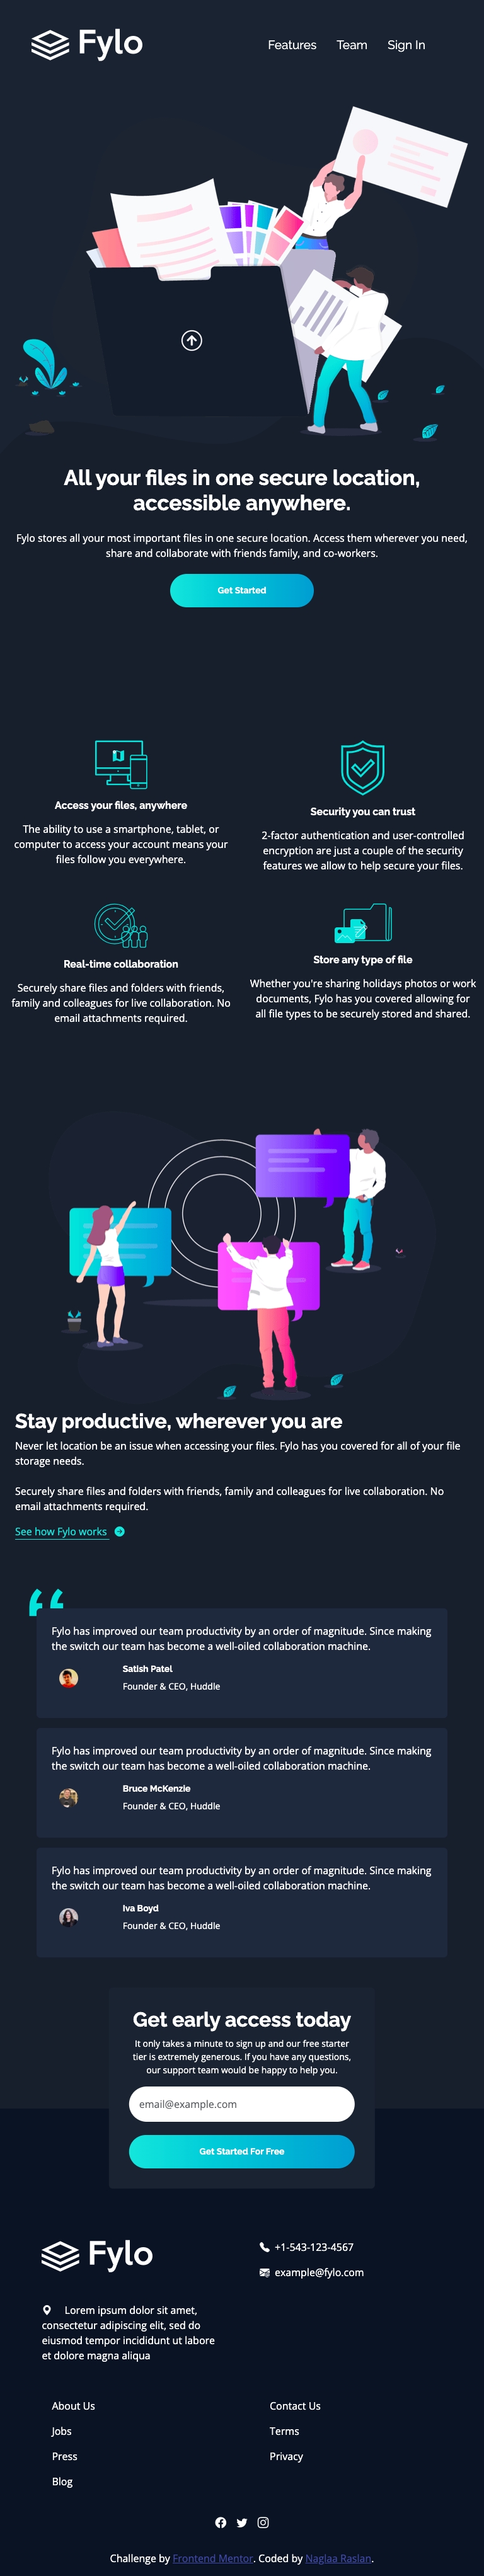 Fylo
Features Team Sign In
All your files in one secure location,
accessible anywhere.
Fylo stores all your most important files in one secure location. Access them wherever you need,
share and collaborate with friends family, and co-workers.
Get Started
Access your files, anywhere
The ability to use a smartphone, tablet, or
computer to access your account means your
files follow you everywhere.
Security you can trust
2-factor authentication and user-controlled
encryption are just a couple of the security
features we allow to help secure your files.
Real-time collaboration
Securely share files and folders with friends,
family and colleagues for live collaboration. No
email attachments required.
Store any type of file
Whether you're sharing holidays photos or work
documents, Fylo has you covered allowing for
all file types to be securely stored and shared.
Stay productive, wherever you are
Never let location be an issue when accessing your files. Fylo has you covered for all of your file
storage needs.
Securely share files and folders with friends, family and colleagues for live collaboration. No
email attachments required.
See how Fylo works
Fylo has improved our team productivity by an order of magnitude. Since making
the switch our team has become a well-oiled collaboration machine.
Satish Patel
Founder & CEO, Huddle
Fylo has improved our team productivity by an order of magnitude. Since making
the switch our team has become a well-oiled collaboration machine.
Bruce McKenzie
Founder & CEO, Huddle
Fylo has improved our team productivity by an order of magnitude. Since making
the switch our team has become a well-oiled collaboration machine.
Iva Boyd
Founder & CEO, Huddle
Get early access today
It only takes a minute to sign up and our free starter
tier is extremely generous. If you have any questions,
our support team would be happy to help you.
email@example.com
Get Started For Free
Fylo
+1-543-123-4567
example@fylo.com
Lorem ipsum dolor sit amet,
consectetur adipiscing elit, sed do
eiusmod tempor incididunt ut labore
et dolore magna aliqua
About Us
Jobs
Press
Blog
Contact Us
Terms
Privacy
Challenge by Frontend Mentor. Coded by Naglaa Raslan.